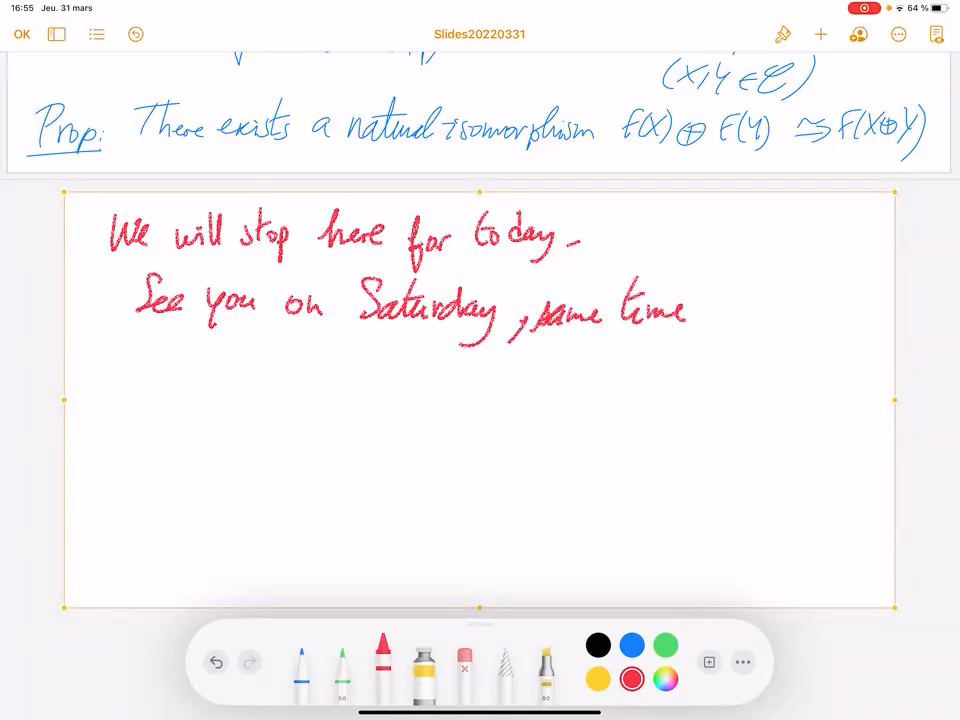 16:55 Jeu. 31 mars
64 %
OK
Slides20220331
(X, Y ∈ 𝒞)
Prop: There exists a natural isomorphism F(X) ⊕ F(Y) ≃ F(X⊕Y)
We will stop here for today -
See you on Saturday, same time